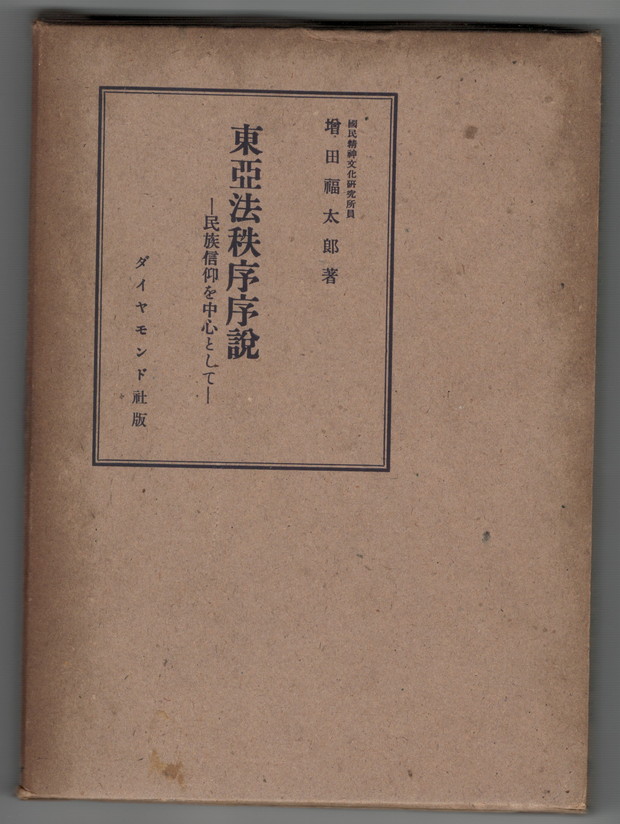 國民精神文化研究所員
增田福太郎著
東亞法秩序序說
―民族信仰を中心として―
ダイヤモンド社版